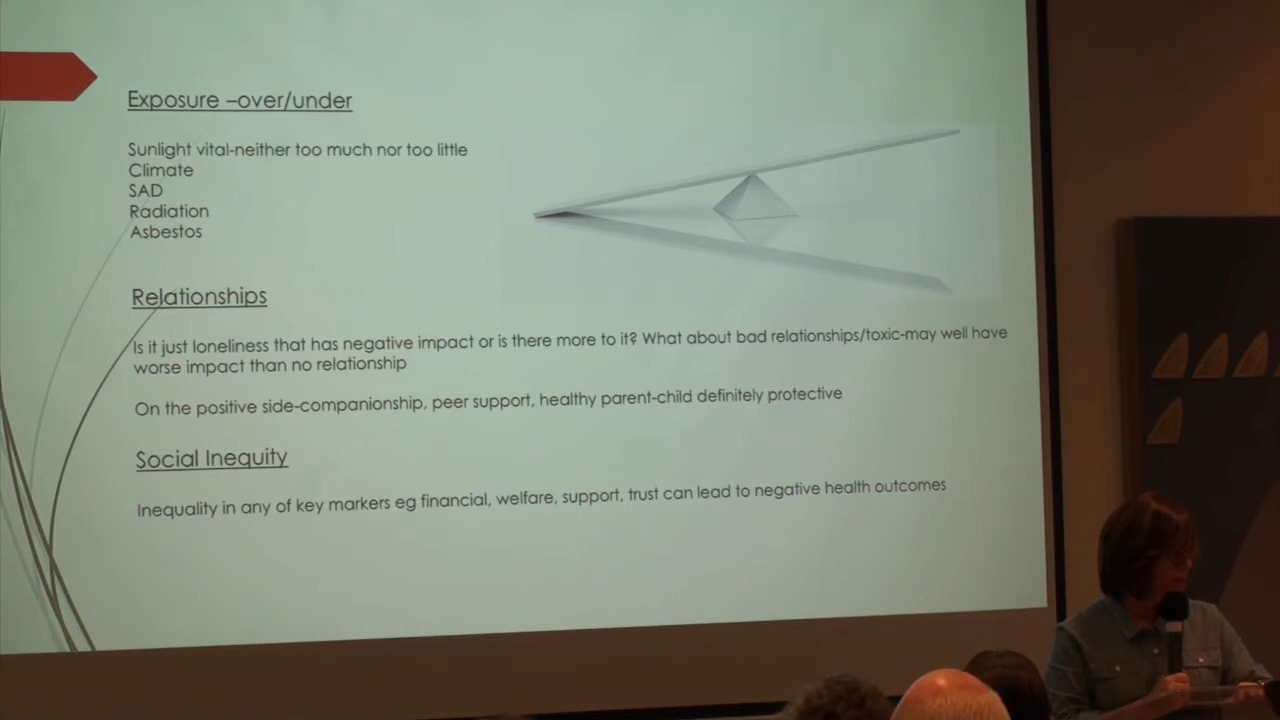 Exposure –over/under
Sunlight vital-neither too much nor too little
Climate
SAD
Radiation
Asbestos
Relationships
Is it just loneliness that has negative impact or is there more to it? What about bad relationships/toxic-may well have
worse impact than no relationship
On the positive side-companionship, peer support, healthy parent-child definitely protective
Social Inequity
Inequality in any of key markers eg financial, welfare, support, trust can lead to negative health outcomes